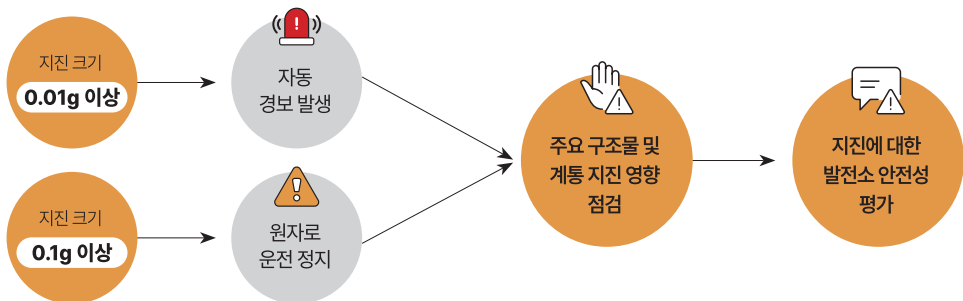 지진 크기
0.01g 이상
자동
경보 발생
지진 크기
0.1g 이상
원자로
운전 정지
주요 구조물 및
계통 지진 영향
점검
지진에 대한
발전소 안전성
평가